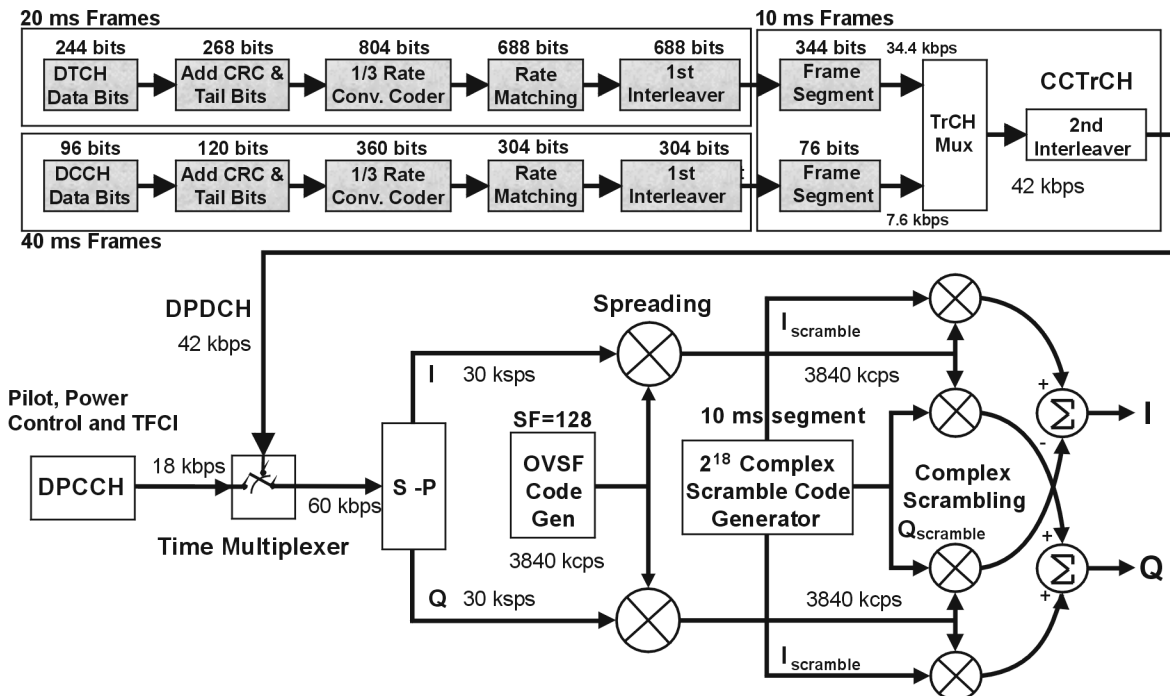 20 ms Frames
10 ms Frames
244 bits
268 bits
804 bits
688 bits
688 bits
344 bits
34.4 kbps
DTCH
Data Bits
Add CRC &
Tail Bits
1/3 Rate
Conv. Coder
Rate
Matching
1st
Interleaver
Frame
Segment
TrCH
Mux
CCTrCH
2nd
Interleaver
42 kbps
96 bits
120 bits
360 bits
304 bits
304 bits
76 bits
DCCH
Data Bits
Add CRC &
Tail Bits
1/3 Rate
Conv. Coder
Rate
Matching
1st
Interleaver
Frame
Segment
7.6 kbps
40 ms Frames
DPDCH
42 kbps
Spreading
I scramble
I
30 ksps
3840 kcps
Pilot, Power
Control and TFCI
SF=128
10 ms segment
+
Σ
I
-
DPCCH
18 kbps
60 kbps
S -P
OVSF
Code
Gen
2^18 Complex
Scramble Code
Generator
Complex
Scrambling
Time Multiplexer
Q scramble
3840 kcps
+
Σ
Q
+
Q
30 ksps
3840 kcps
I scramble